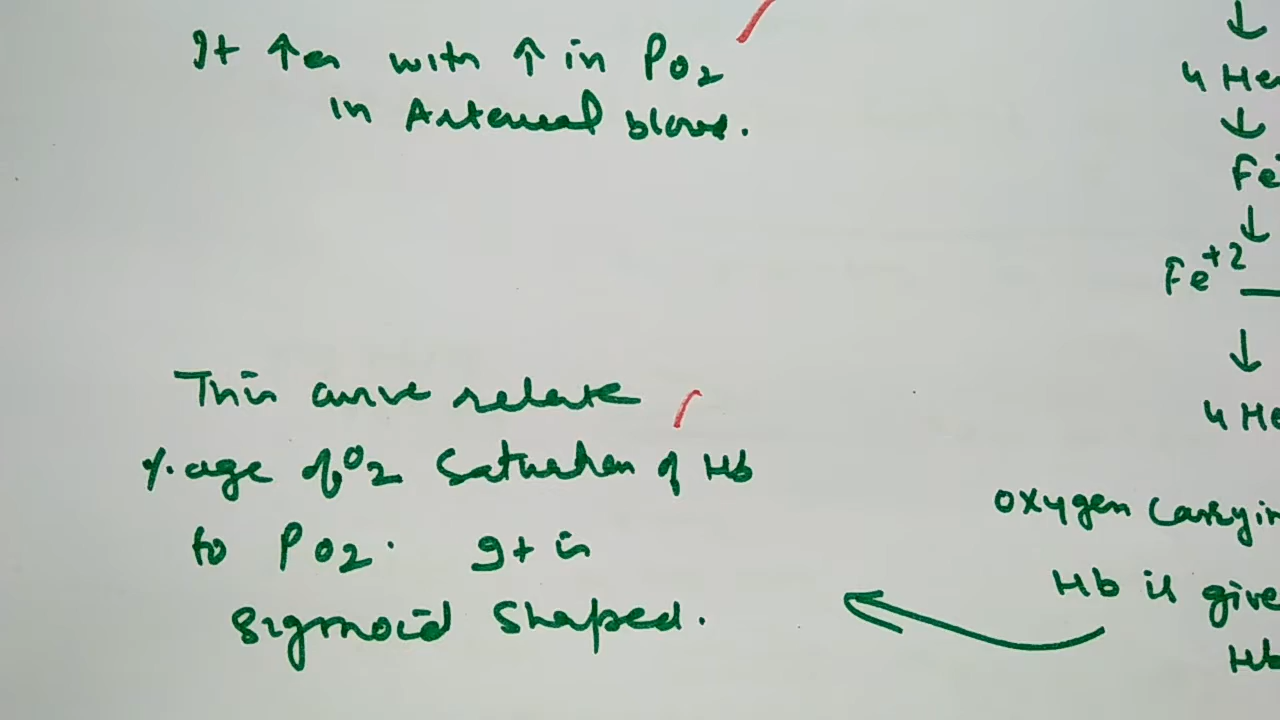 It ↑es with ↑ in PO2
in Arterial blood.
This curve relate
%age of O2 Saturation of Hb
to PO2. It is
Sigmoid Shaped.
↓
4 He
↓
Fe
↓
Fe+2
↓
4 He
oxygen Carryin
Hb is give
Hb